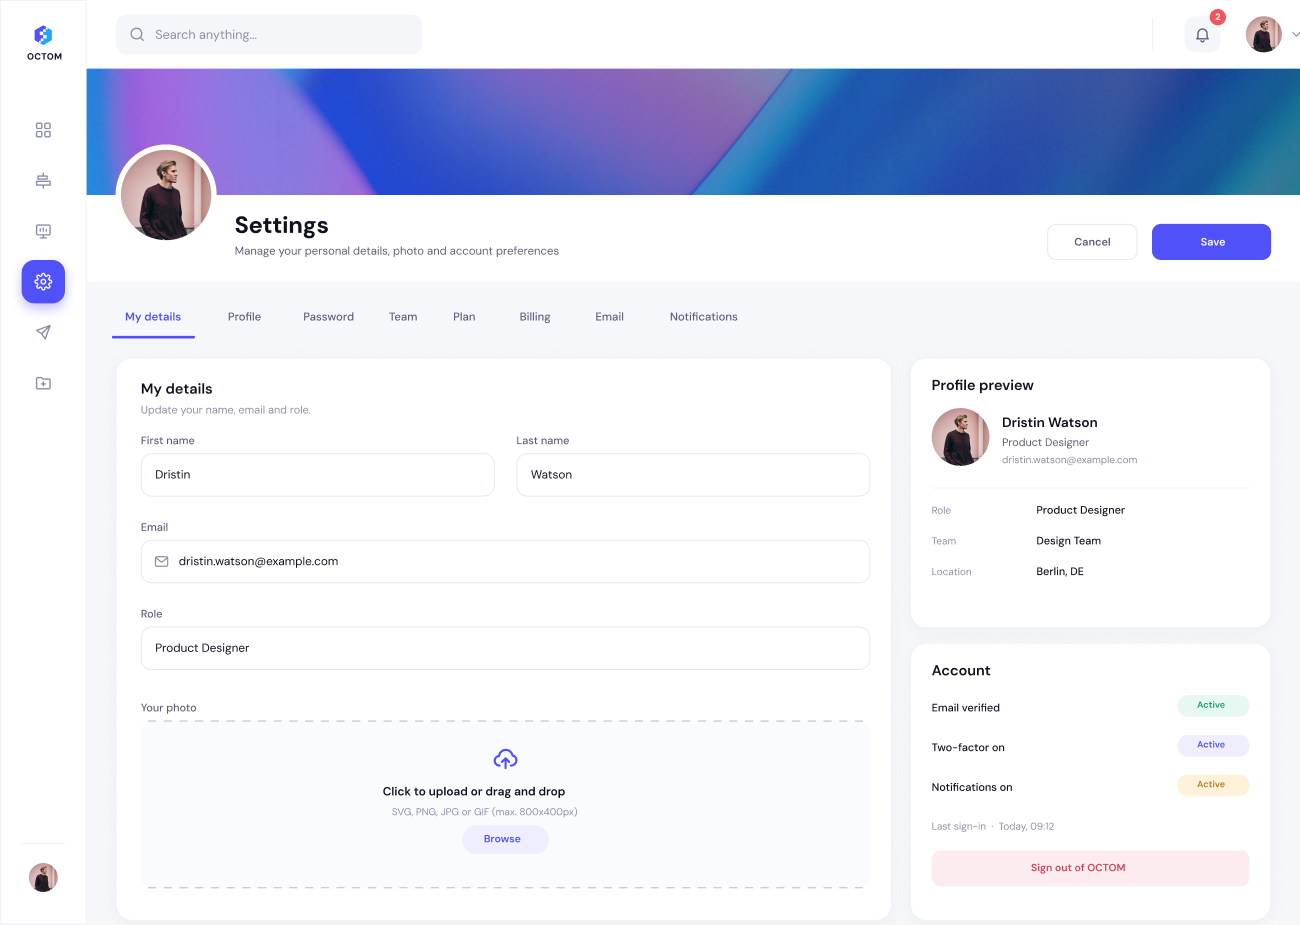 OCTOM
Search anything...
2
Settings
Manage your personal details, photo and account preferences
Cancel
Save
My details
Profile
Password
Team
Plan
Billing
Email
Notifications
My details
Update your name, email and role.
First name
Last name
Dristin
Watson
Email
dristin.watson@example.com
Role
Product Designer
Your photo
Click to upload or drag and drop
SVG, PNG, JPG or GIF (max. 800x400px)
Browse
Profile preview
Dristin Watson
Product Designer
dristin.watson@example.com
Role Product Designer
Team Design Team
Location Berlin, DE
Account
Email verified Active
Two-factor on Active
Notifications on Active
Last sign-in · Today, 09:12
Sign out of OCTOM